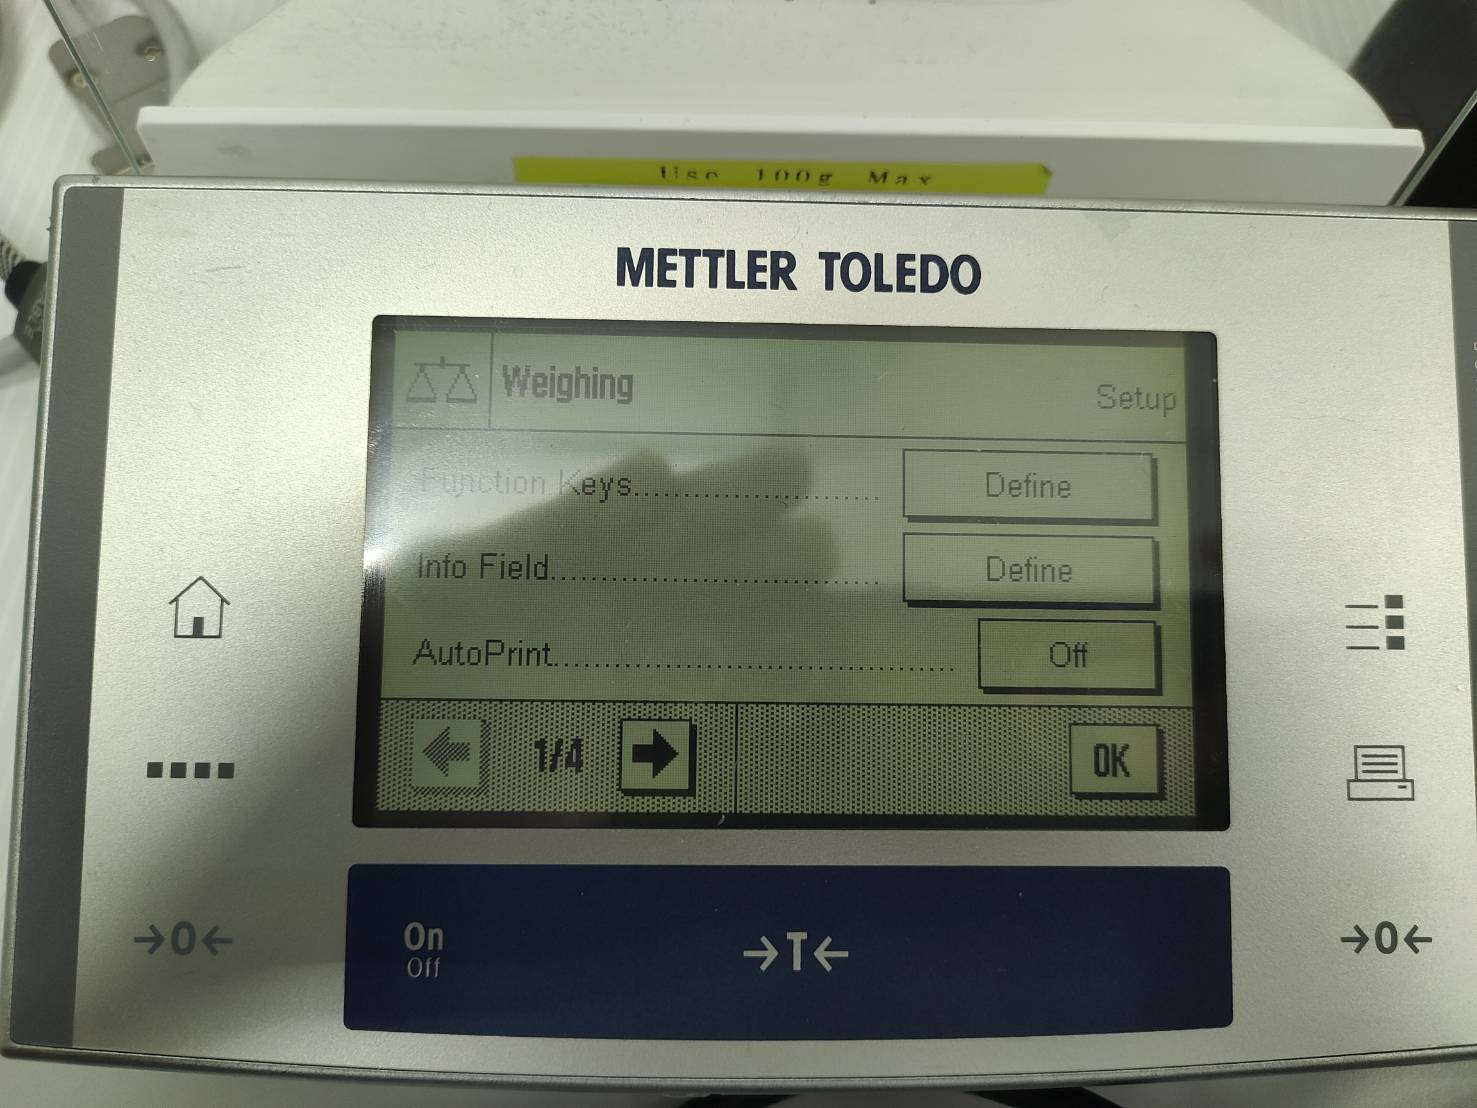 Use 100g Max
METTLER TOLEDO
Weighing
Setup
Function Keys
Define
Info Field
Define
AutoPrint
Off
1/4
OK
→0←
On
Off
→T←
→0←